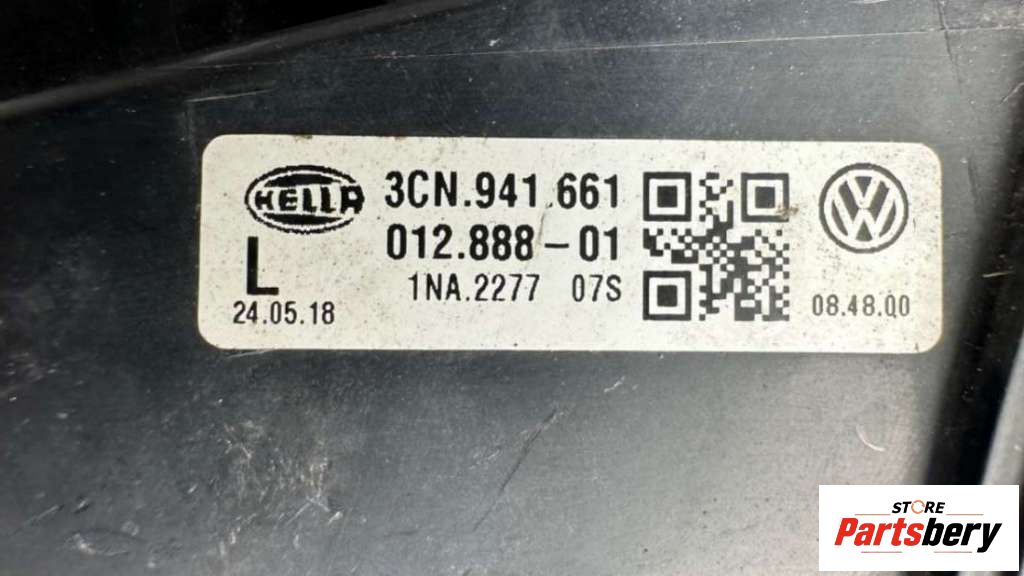 HELLA
3CN.941.661
012.888-01
L
1NA.2277 07S
24.05.18
08.48.00
STORE
Partsbery